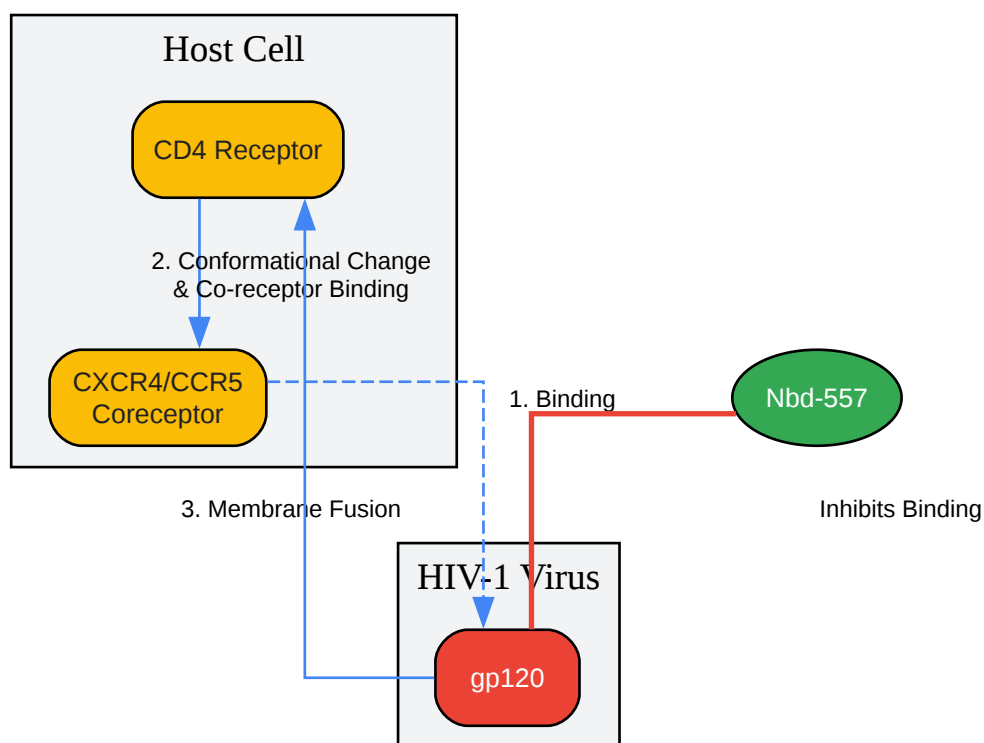 Host Cell
CD4 Receptor
2. Conformational Change
& Co-receptor Binding
CXCR4/CCR5
Coreceptor
1. Binding
Nbd-557
3. Membrane Fusion
Inhibits Binding
HIV-1 Virus
gp120